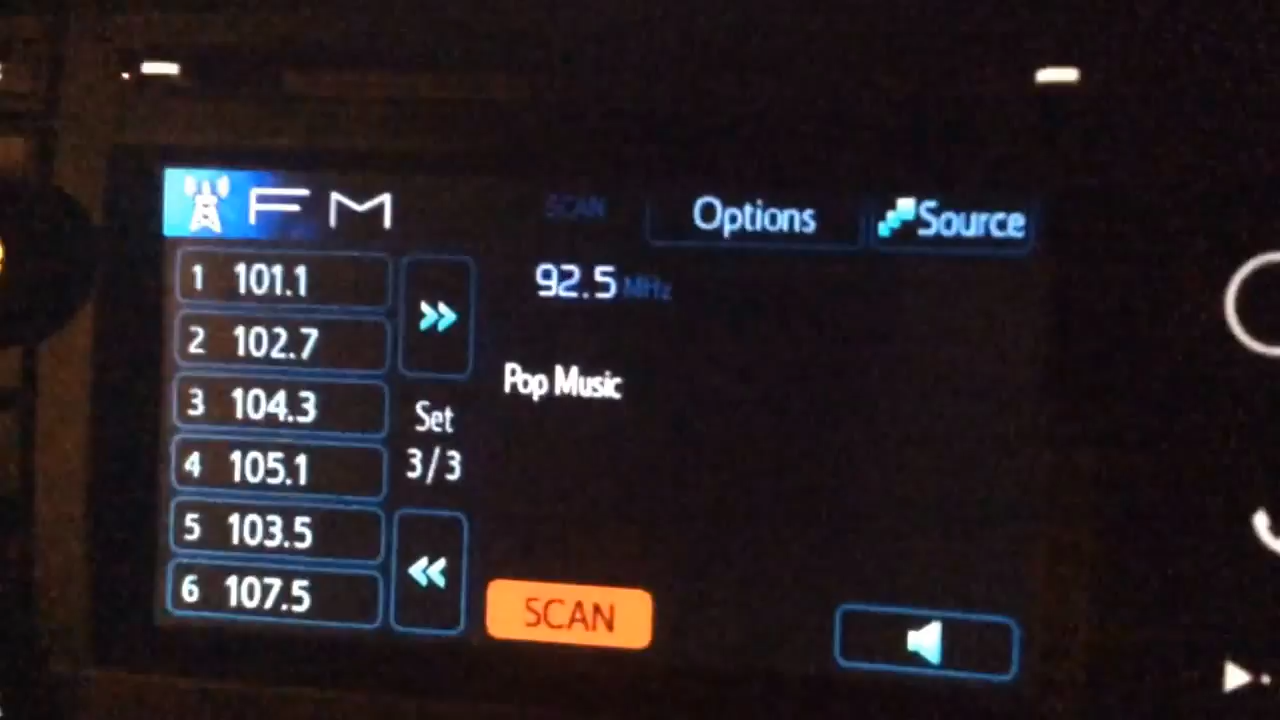 FM
SCAN
Options
Source
1 101.1
2 102.7
3 104.3
4 105.1
5 103.5
6 107.5
Set
3/3
92.5 MHz
Pop Music
SCAN